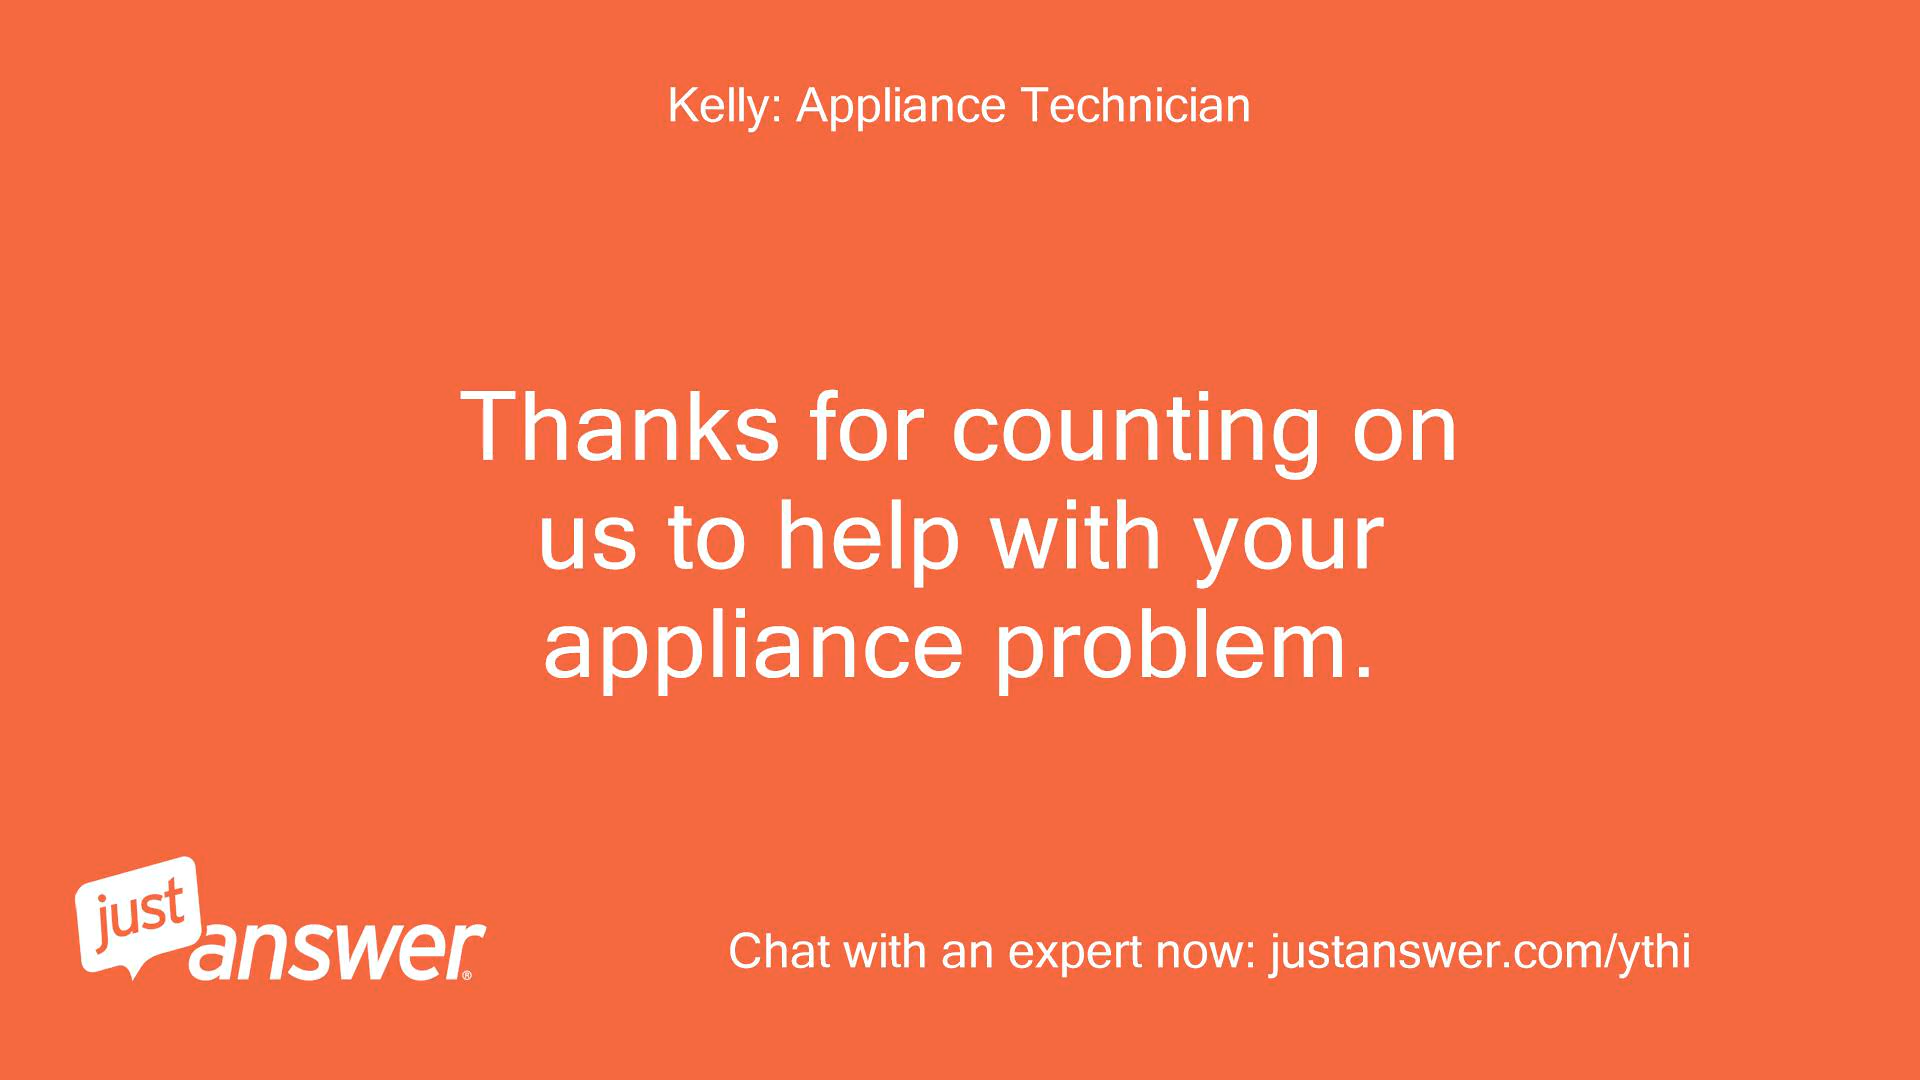 Kelly: Appliance Technician
Thanks for counting on
us to help with your
appliance problem.
just
answer®
Chat with an expert now: justanswer.com/ythi